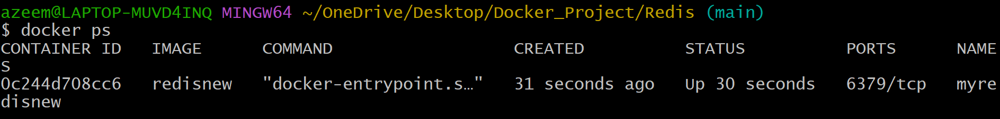 azeem@LAPTOP-MUVD4INQ MINGW64 ~/OneDrive/Desktop/Docker_Project/Redis (main)
$ docker ps
CONTAINER ID   IMAGE      COMMAND                  CREATED          STATUS          PORTS      NAME
S
0c244d708cc6   redisnew   "docker-entrypoint.s…"   31 seconds ago   Up 30 seconds   6379/tcp   myre
disnew